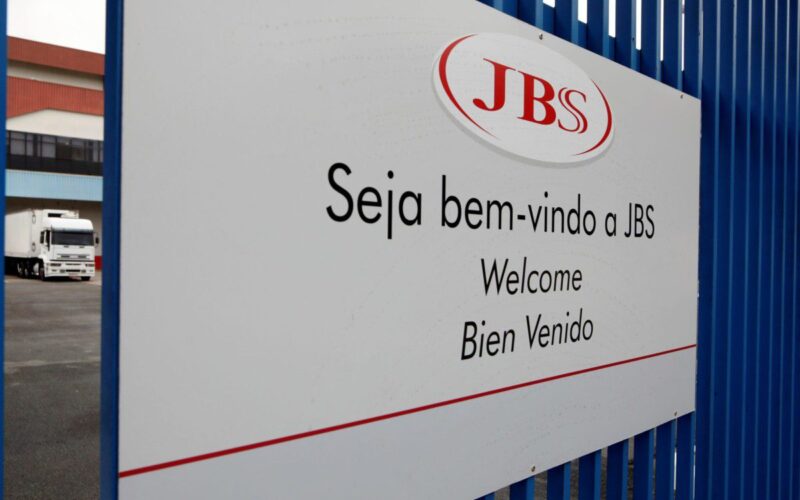 JBS
Seja bem-vindo a JBS
Welcome
Bien Venido